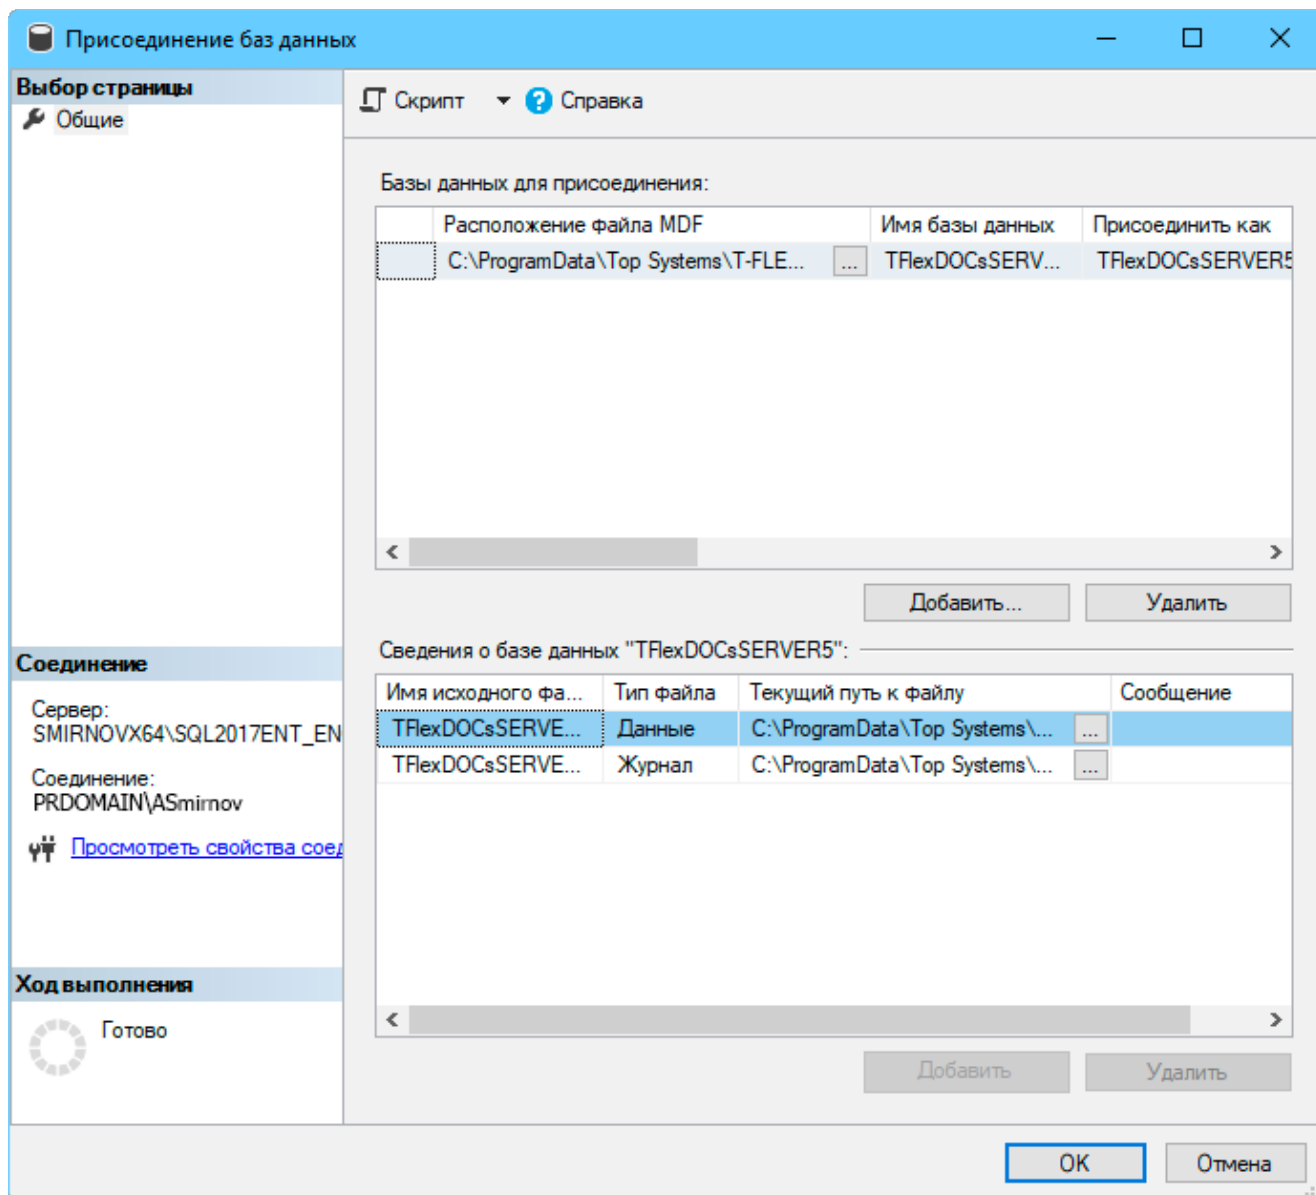 Присоединение баз данных
Выбор страницы
Общие
Скрипт
Справка
Базы данных для присоединения:
Расположение файла MDF Имя базы данных Присоединить как
C:\ProgramData\Top Systems\T-FLE... ... TFlexDOCsSERV... TFlexDOCsSERVER5
Добавить... Удалить
Сведения о базе данных "TFlexDOCsSERVER5":
Имя исходного фа... Тип файла Текущий путь к файлу Сообщение
TFlexDOCsSERVE... Данные C:\ProgramData\Top Systems\... ...
TFlexDOCsSERVE... Журнал C:\ProgramData\Top Systems\... ...
Добавить Удалить
Соединение
Сервер:
SMIRNOVX64\SQL2017ENT_EN
Соединение:
PRDOMAIN\ASmirnov
Просмотреть свойства соед
Ход выполнения
Готово
OK Отмена